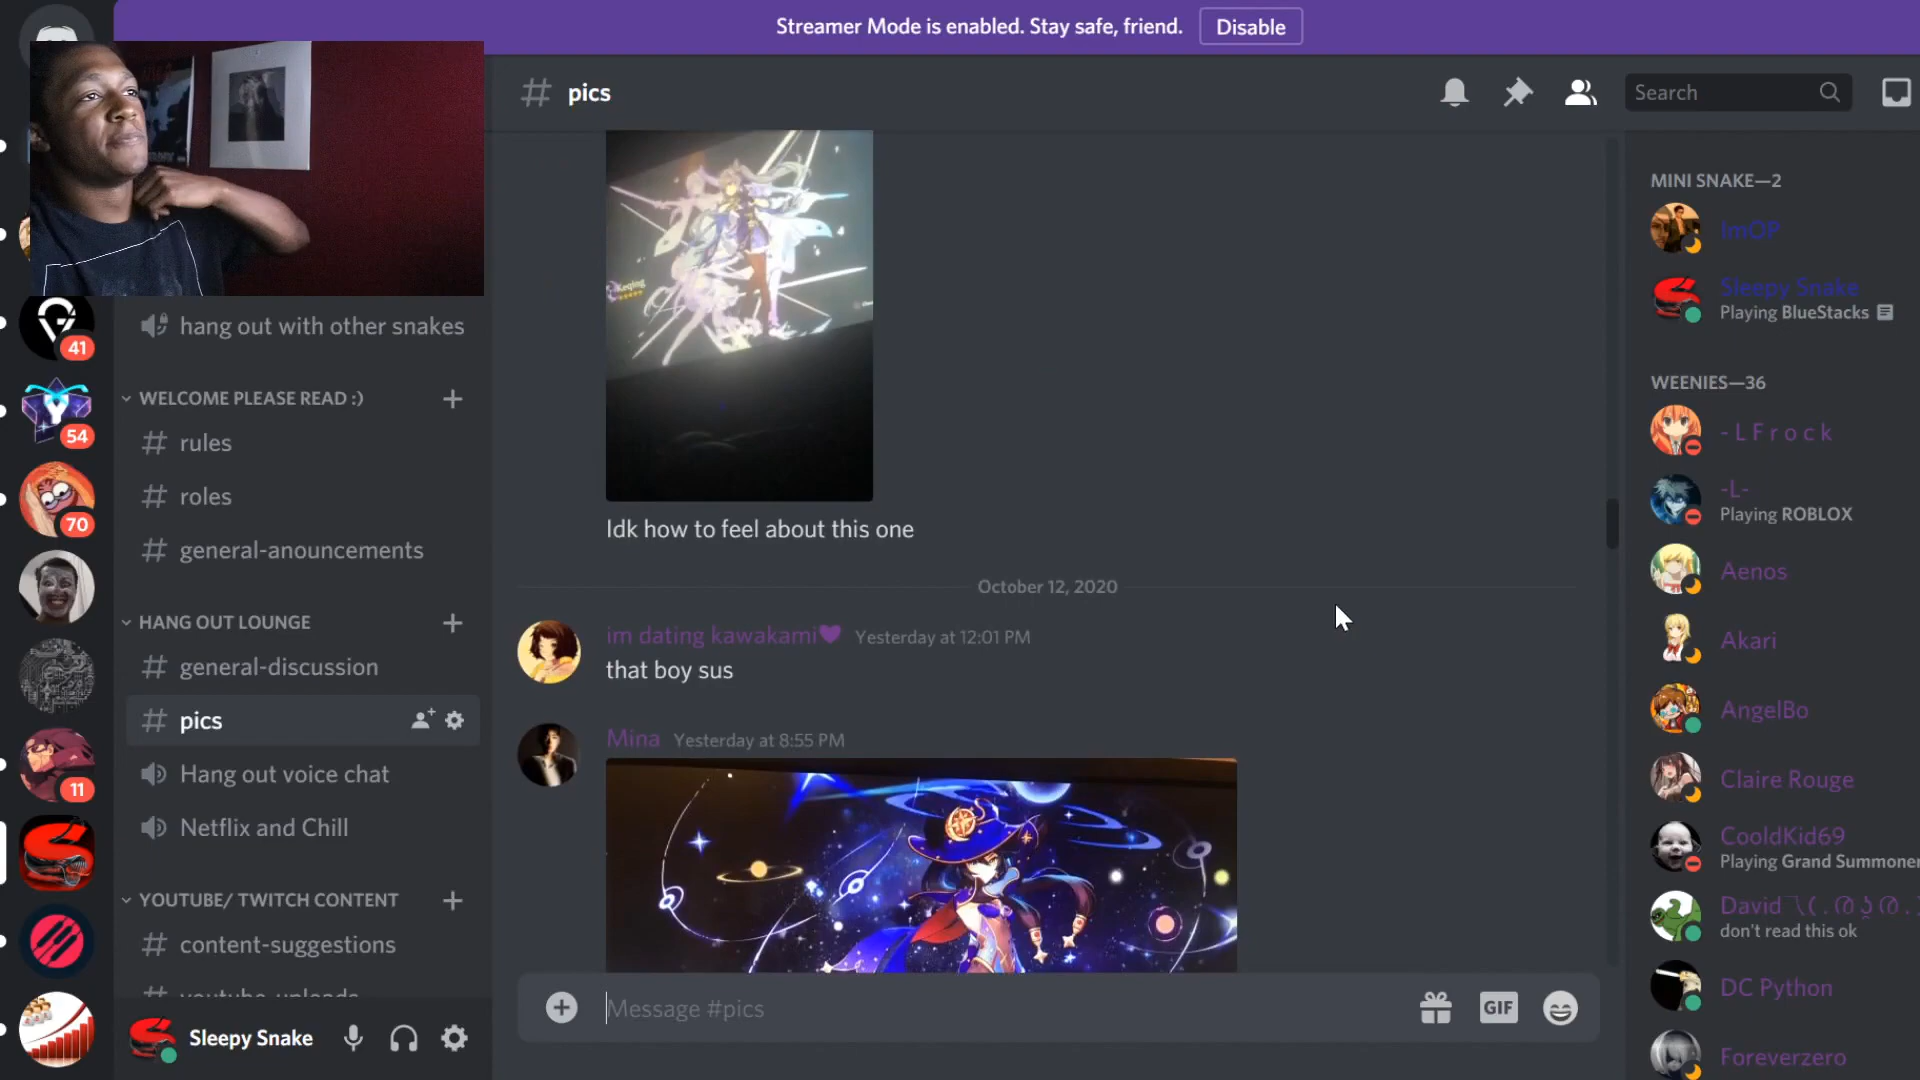 Streamer Mode is enabled. Stay safe, friend.
Disable
pics
Search
41
54
70
11
hang out with other snakes
WELCOME PLEASE READ :)
rules
roles
general-anouncements
HANG OUT LOUNGE
general-discussion
pics
Hang out voice chat
Netflix and Chill
YOUTUBE/ TWITCH CONTENT
content-suggestions
youtube-uploads
Sleepy Snake
Keqing
Idk how to feel about this one
October 12, 2020
im dating kawakami💜 Yesterday at 12:01 PM
that boy sus
Mina Yesterday at 8:55 PM
Message #pics
GIF
MINI SNAKE—2
ImOP
Sleepy Snake
Playing BlueStacks
WEENIES—36
- L F r o c k
-L-
Playing ROBLOX
Aenos
Akari
AngelBo
Claire Rouge
CooldKid69
Playing Grand Summoner
David
don't read this ok
DC Python
Foreverzero